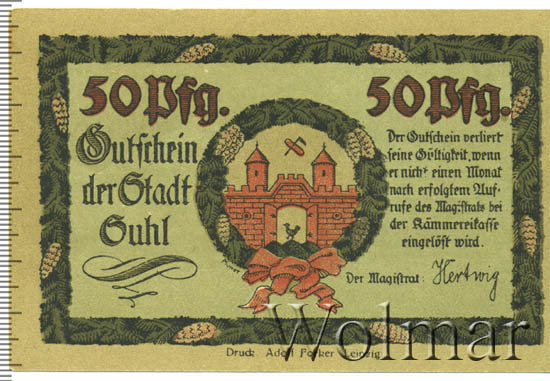 50 Pfg.
50 Pfg.
Gutschein
der Stadt
Suhl
Der Gutschein verliert
seine Gültigkeit, wenn
er nicht einen Monat
nach erfolgtem Auf-
rufe des Magistrats bei
der Kämmereikasse
eingelöst wird.
Der Magistrat: Hertwig
Druck Adolf Leipzig
Wolmar